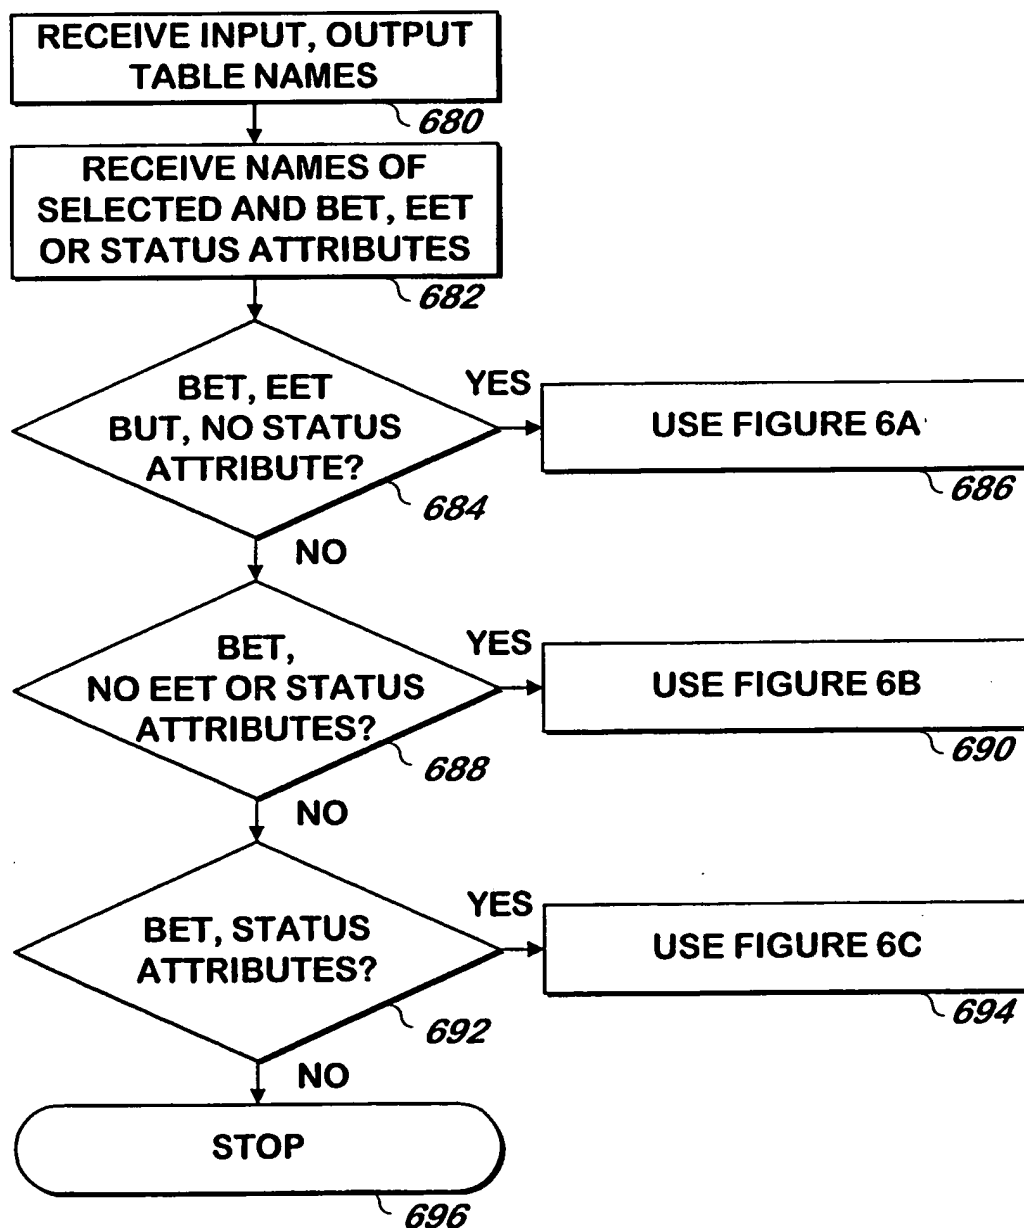 RECEIVE INPUT, OUTPUT
TABLE NAMES
680
RECEIVE NAMES OF
SELECTED AND BET, EET
OR STATUS ATTRIBUTES
682
BET, EET
BUT, NO STATUS
ATTRIBUTE?
684
YES
USE FIGURE 6A
686
NO
BET,
NO EET OR STATUS
ATTRIBUTES?
688
YES
USE FIGURE 6B
690
NO
BET, STATUS
ATTRIBUTES?
692
YES
USE FIGURE 6C
694
NO
STOP
696